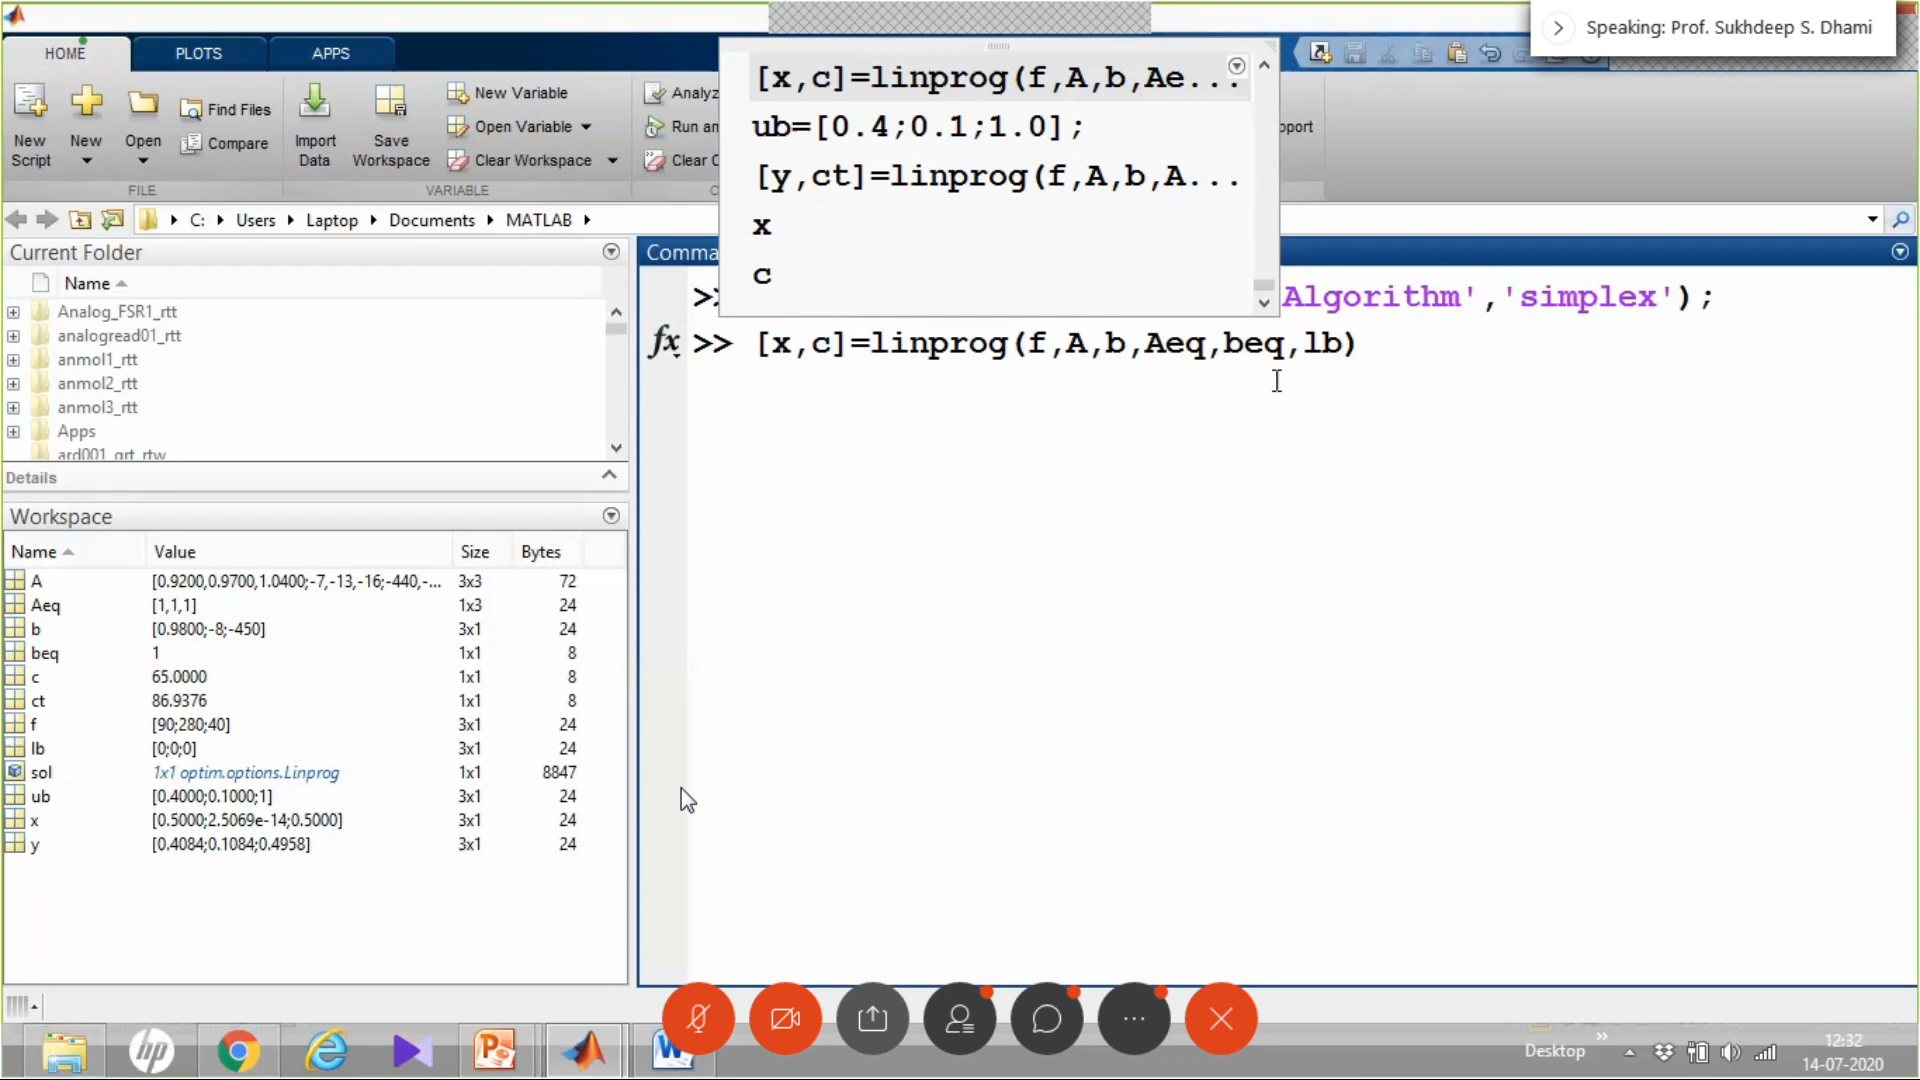 Speaking: Prof. Sukhdeep S. Dhami
HOME PLOTS APPS
New Script
New
Open
Find Files
Compare
FILE
Import Data
Save Workspace
New Variable
Open Variable
Clear Workspace
VARIABLE
Analyz
Run an
Clear C
port
[x,c]=linprog(f,A,b,Ae...
ub=[0.4;0.1;1.0];
[y,ct]=linprog(f,A,b,A...
x
c
C: Users Laptop Documents MATLAB
Current Folder
Name
Analog_FSR1_rtt
analogread01_rtt
anmol1_rtt
anmol2_rtt
anmol3_rtt
Apps
ard001_grt_rtw
Details
Workspace
Name Value Size Bytes
A [0.9200,0.9700,1.0400;-7,-13,-16;-440,-... 3x3 72
Aeq [1,1,1] 1x3 24
b [0.9800;-8;-450] 3x1 24
beq 1 1x1 8
c 65.0000 1x1 8
ct 86.9376 1x1 8
f [90;280;40] 3x1 24
lb [0;0;0] 3x1 24
sol 1x1 optim.options.Linprog 1x1 8847
ub [0.4000;0.1000;1] 3x1 24
x [0.5000;2.5069e-14;0.5000] 3x1 24
y [0.4084;0.1084;0.4958] 3x1 24
Comma
>> Algorithm','simplex');
fx >> [x,c]=linprog(f,A,b,Aeq,beq,lb)
Desktop
12:32
14-07-2020